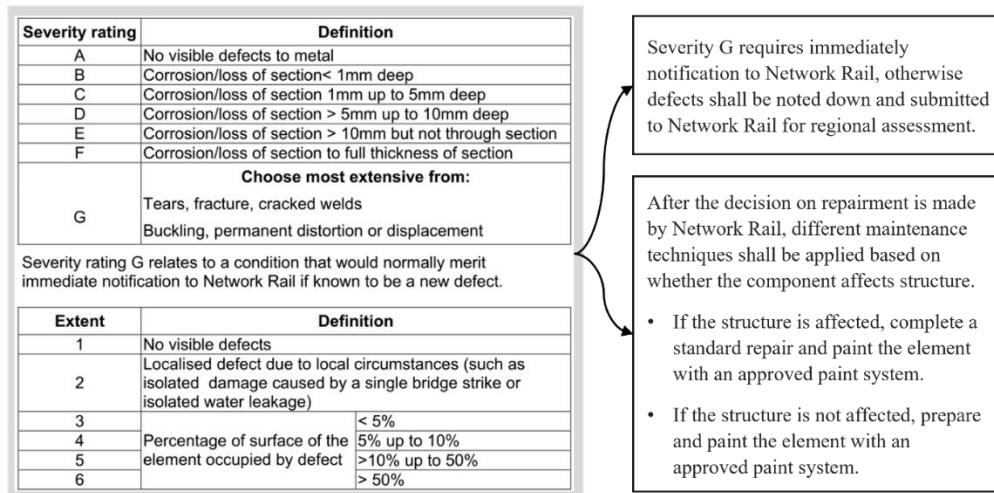 Severity rating Definition
A No visible defects to metal
B Corrosion/loss of section< 1mm deep
C Corrosion/loss of section 1mm up to 5mm deep
D Corrosion/loss of section > 5mm up to 10mm deep
E Corrosion/loss of section > 10mm but not through section
F Corrosion/loss of section to full thickness of section
G
Choose most extensive from:
Tears, fracture, cracked welds
Buckling, permanent distortion or displacement
Severity rating G relates to a condition that would normally merit
immediate notification to Network Rail if known to be a new defect.
Extent Definition
1 No visible defects
2
Localised defect due to local circumstances (such as
isolated damage caused by a single bridge strike or
isolated water leakage)
3 < 5%
4 5% up to 10%
5 >10% up to 50%
6 > 50%
Percentage of surface of the
element occupied by defect
Severity G requires immediately
notification to Network Rail, otherwise
defects shall be noted down and submitted
to Network Rail for regional assessment.
After the decision on repairment is made
by Network Rail, different maintenance
techniques shall be applied based on
whether the component affects structure.
• If the structure is affected, complete a
standard repair and paint the element
with an approved paint system.
• If the structure is not affected, prepare
and paint the element with an
approved paint system.